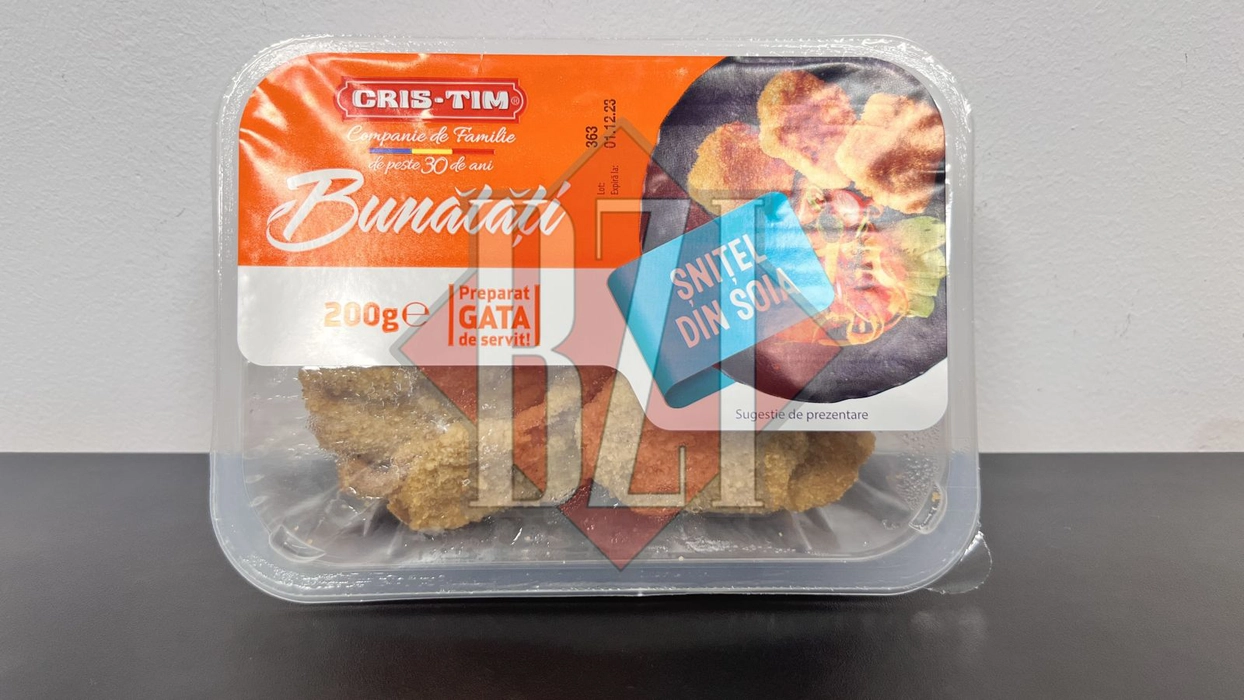 CRIS-TIM®
Companie de Familie
de peste 30 de ani
Bunătăți
Lot: 363
Expiră la: 01.12.23
200g℮
Preparat
GATA
de servit!
ȘNIȚEL
DIN SOIA
Sugestie de prezentare
BZI